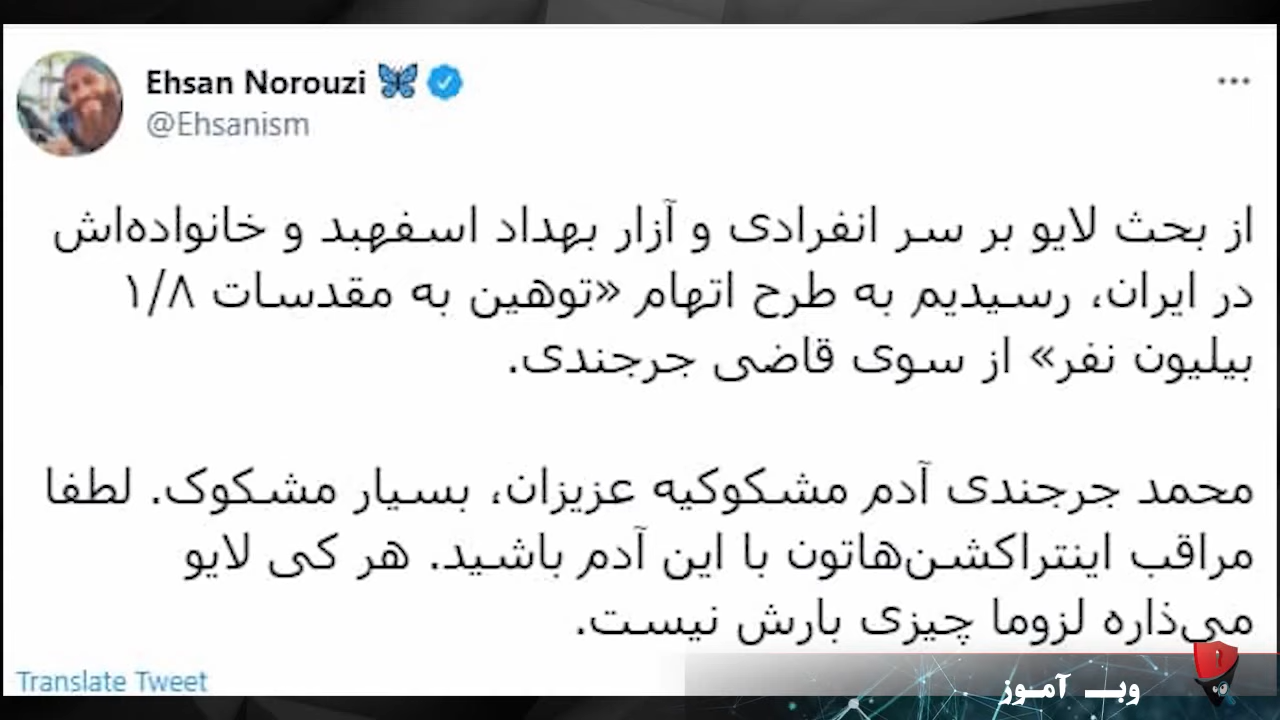 Ehsan Norouzi 🦋
@Ehsanism
از بحث لایو بر سر انفرادی و آزار بهداد اسفهبد و خانواده‌اش
در ایران، رسیدیم به طرح اتهام «توهین به مقدسات ۱/۸
بیلیون نفر» از سوی قاضی جرجندی.
محمد جرجندی آدم مشکوکیه عزیزان، بسیار مشکوک. لطفا
مراقب اینتراکشن‌هاتون با این آدم باشید. هر کی لایو
می‌ذاره لزوما چیزی بارش نیست.
Translate Tweet
وب آموز